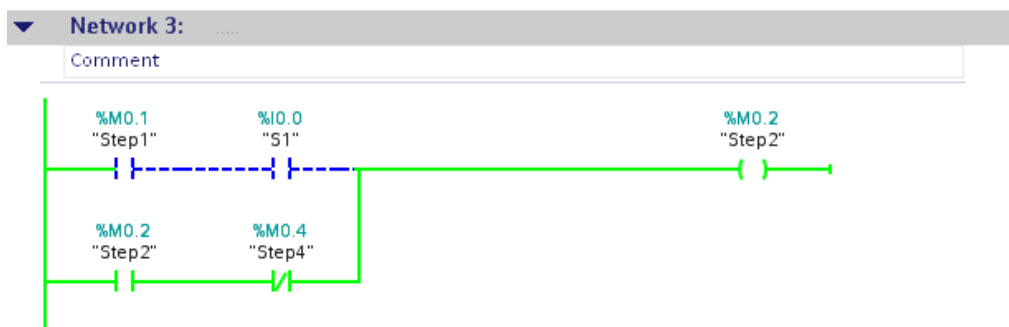 Network 3: .....
Comment
%M0.1 %I0.0 %M0.2
"Step1" "S1" "Step2"
%M0.2 %M0.4
"Step2" "Step4"